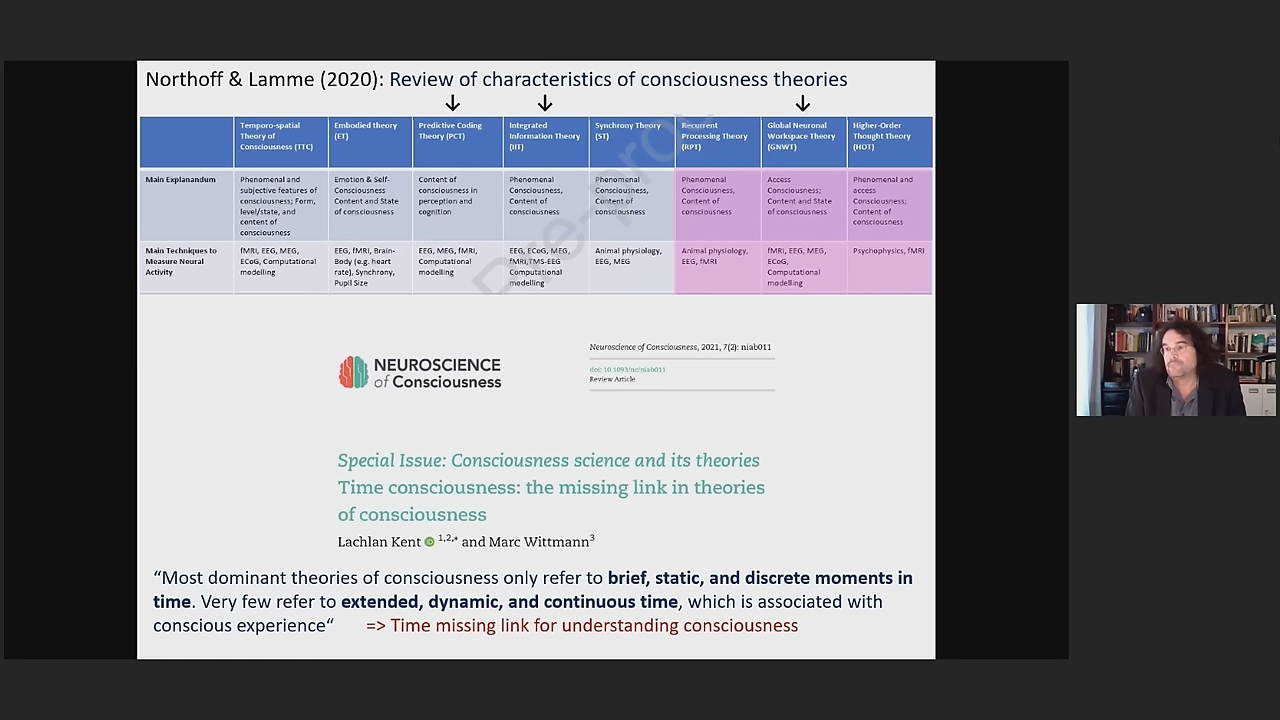 Northoff & Lamme (2020): Review of characteristics of consciousness theories
Temporo-spatial
Theory of
Consciousness (TTC)
Embodied theory
(ET)
Predictive Coding
Theory (PCT)
Integrated
Information Theory
(IIT)
Synchrony Theory
(ST)
Recurrent
Processing Theory
(RPT)
Global Neuronal
Workspace Theory
(GNWT)
Higher-Order
Thought Theory
(HOT)
Main Explanandum
Phenomenal and
subjective features of
consciousness; Form,
level/state, and
content of
consciousness
Emotion & Self-
Consciousness
Content and State
of consciousness
Content of
consciousness in
perception and
cognition
Phenomenal
Consciousness,
Content of
consciousness
Phenomenal
Consciousness,
Content of
consciousness
Phenomenal
Consciousness,
Content of
consciousness
Access
Consciousness;
Content and State
of consciousness
Phenomenal and
access
Consciousness;
Content of
consciousness
Main Techniques to
Measure Neural
Activity
fMRI, EEG, MEG,
ECoG, Computational
modelling
EEG, fMRI, Brain-
Body (e.g. heart
rate), Synchrony,
Pupil Size
EEG, MEG, fMRI,
Computational
modelling
EEG, ECoG, MEG,
fMRI,TMS-EEG
Computational
modelling
Animal physiology,
EEG, MEG
Animal physiology,
EEG, fMRI
fMRI, EEG, MEG,
ECoG,
Computational
modelling
Psychophysics, fMRI
NEUROSCIENCE
of Consciousness
Neuroscience of Consciousness, 2021, 7(2): niab011
doi: 10.1093/nc/niab011
Review Article
Special Issue: Consciousness science and its theories
Time consciousness: the missing link in theories
of consciousness
Lachlan Kent 1,2,* and Marc Wittmann3
“Most dominant theories of consciousness only refer to brief, static, and discrete moments in
time. Very few refer to extended, dynamic, and continuous time, which is associated with
conscious experience“ => Time missing link for understanding consciousness